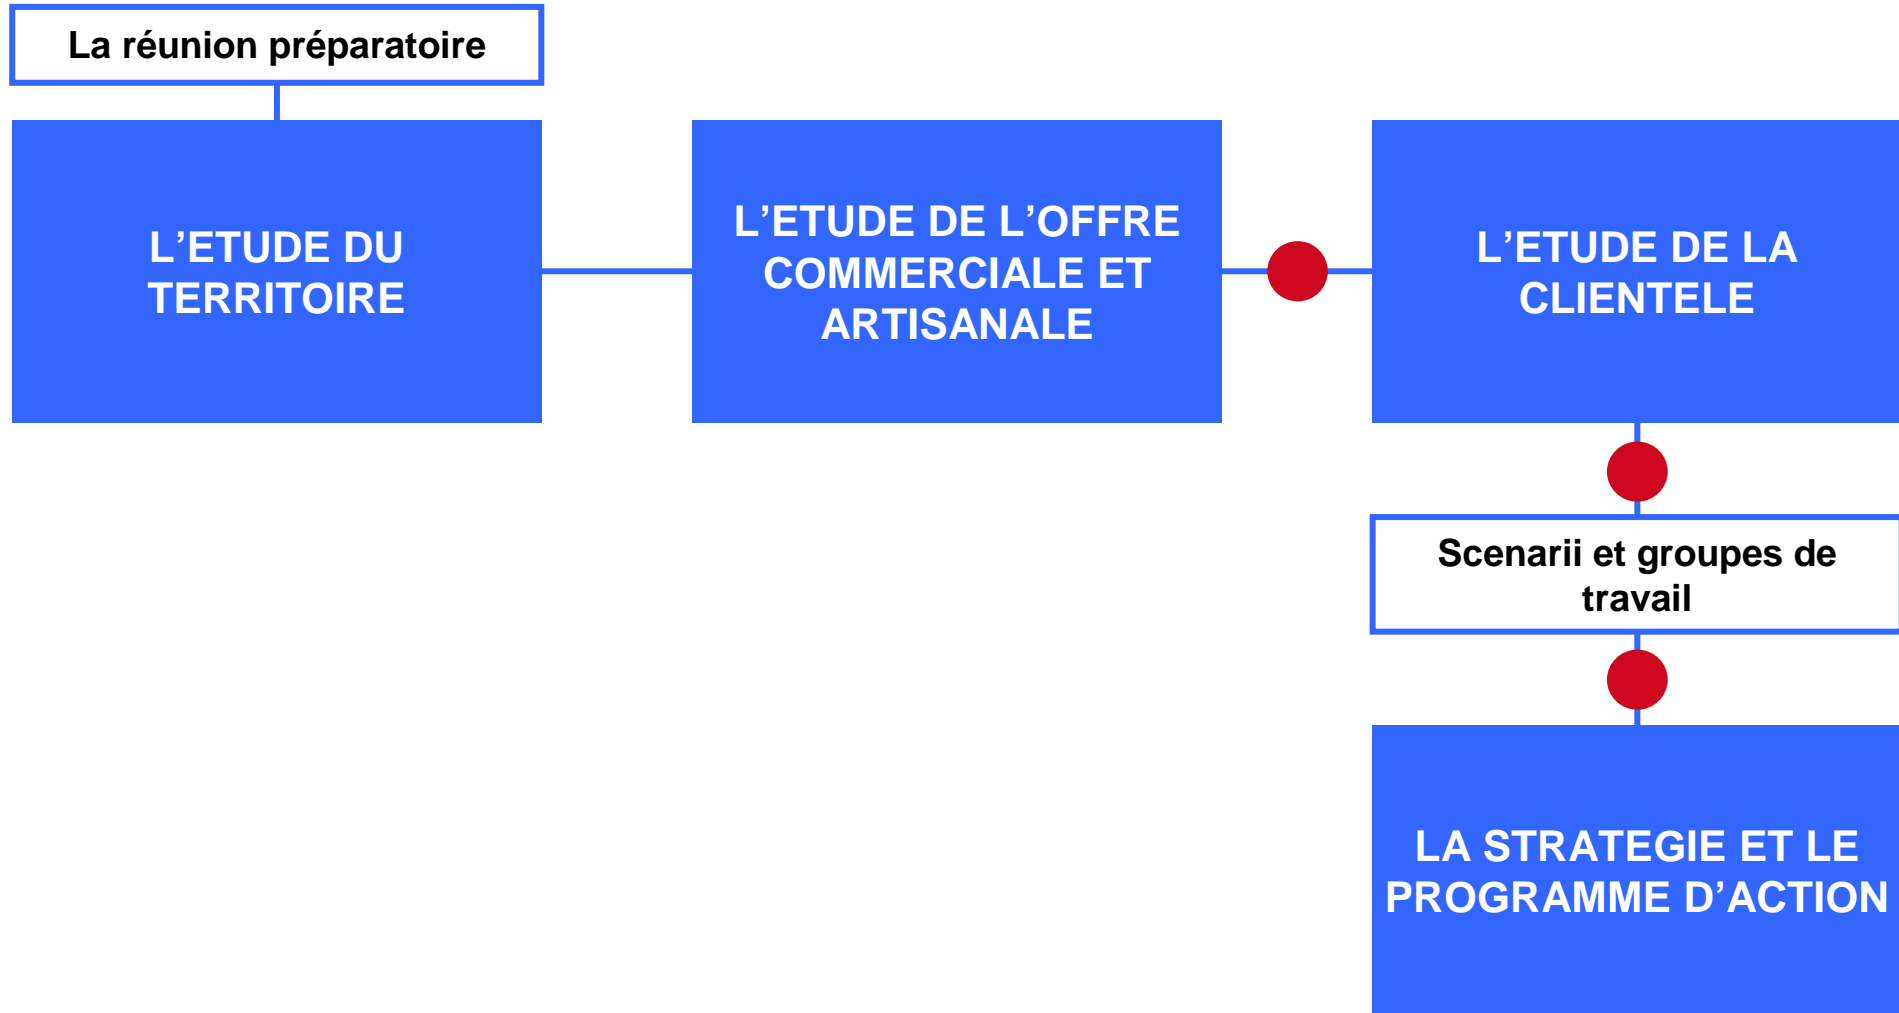 La réunion préparatoire
L’ETUDE DU
TERRITOIRE
L’ETUDE DE L’OFFRE
COMMERCIALE ET
ARTISANALE
L’ETUDE DE LA
CLIENTELE
Scenarii et groupes de
travail
LA STRATEGIE ET LE
PROGRAMME D’ACTION